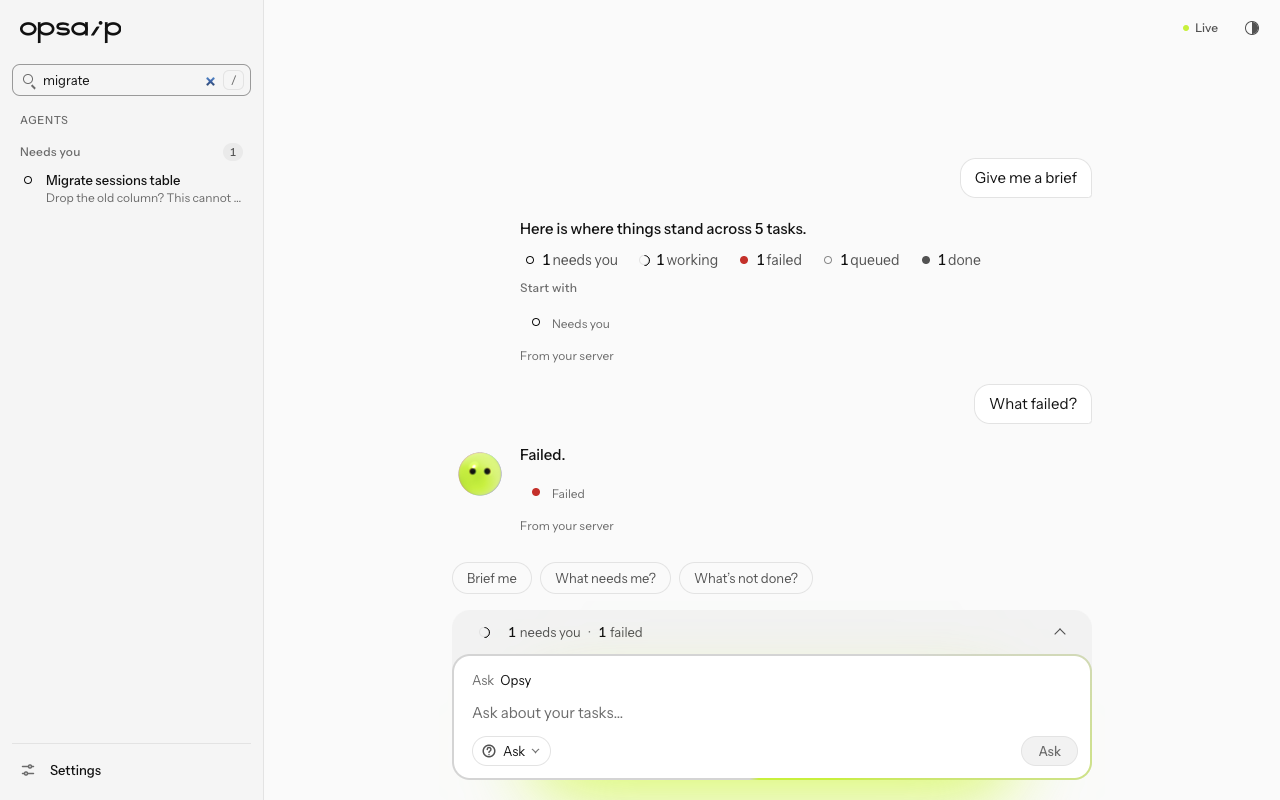 opsaip
migrate
/
AGENTS
Needs you
1
Migrate sessions table
Drop the old column? This cannot …
Settings
Live
Give me a brief
Here is where things stand across 5 tasks.
1 needs you 1 working 1 failed 1 queued 1 done
Start with
Needs you
From your server
What failed?
Failed.
Failed
From your server
Brief me
What needs me?
What's not done?
1 needs you · 1 failed
Ask Opsy
Ask about your tasks…
Ask
Ask